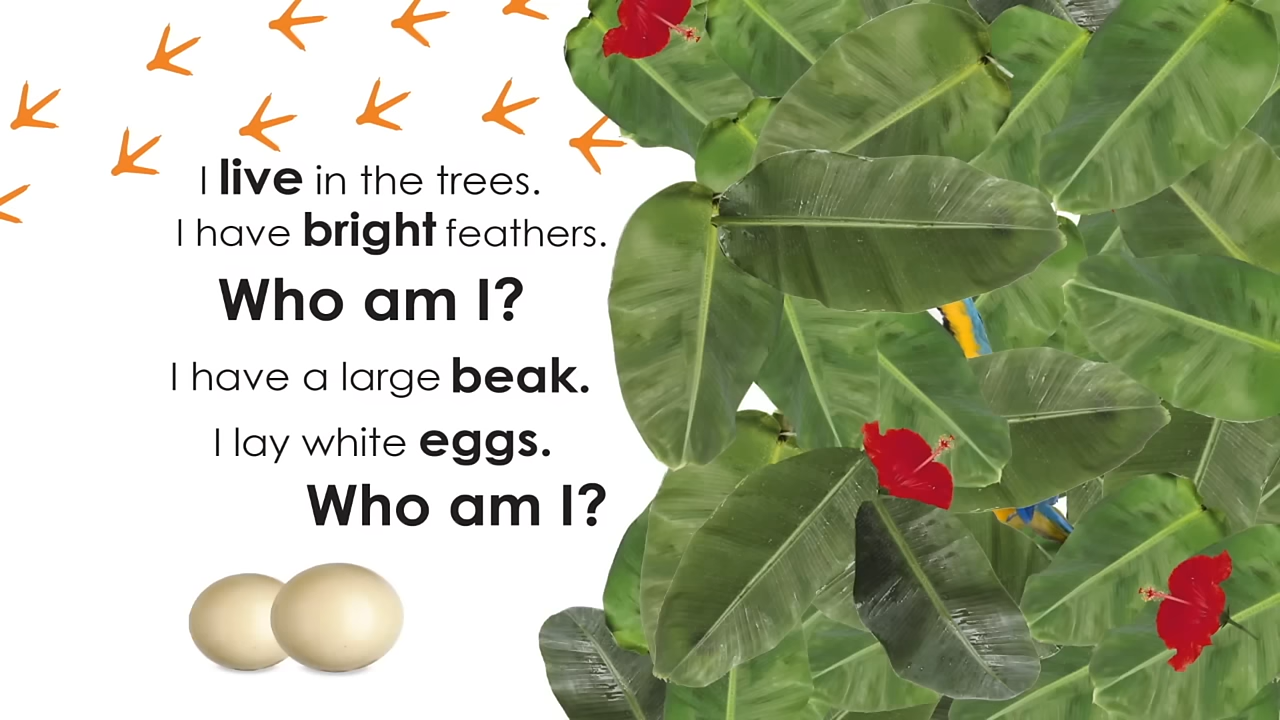 I live in the trees.
I have bright feathers.
Who am I?
I have a large beak.
I lay white eggs.
Who am I?